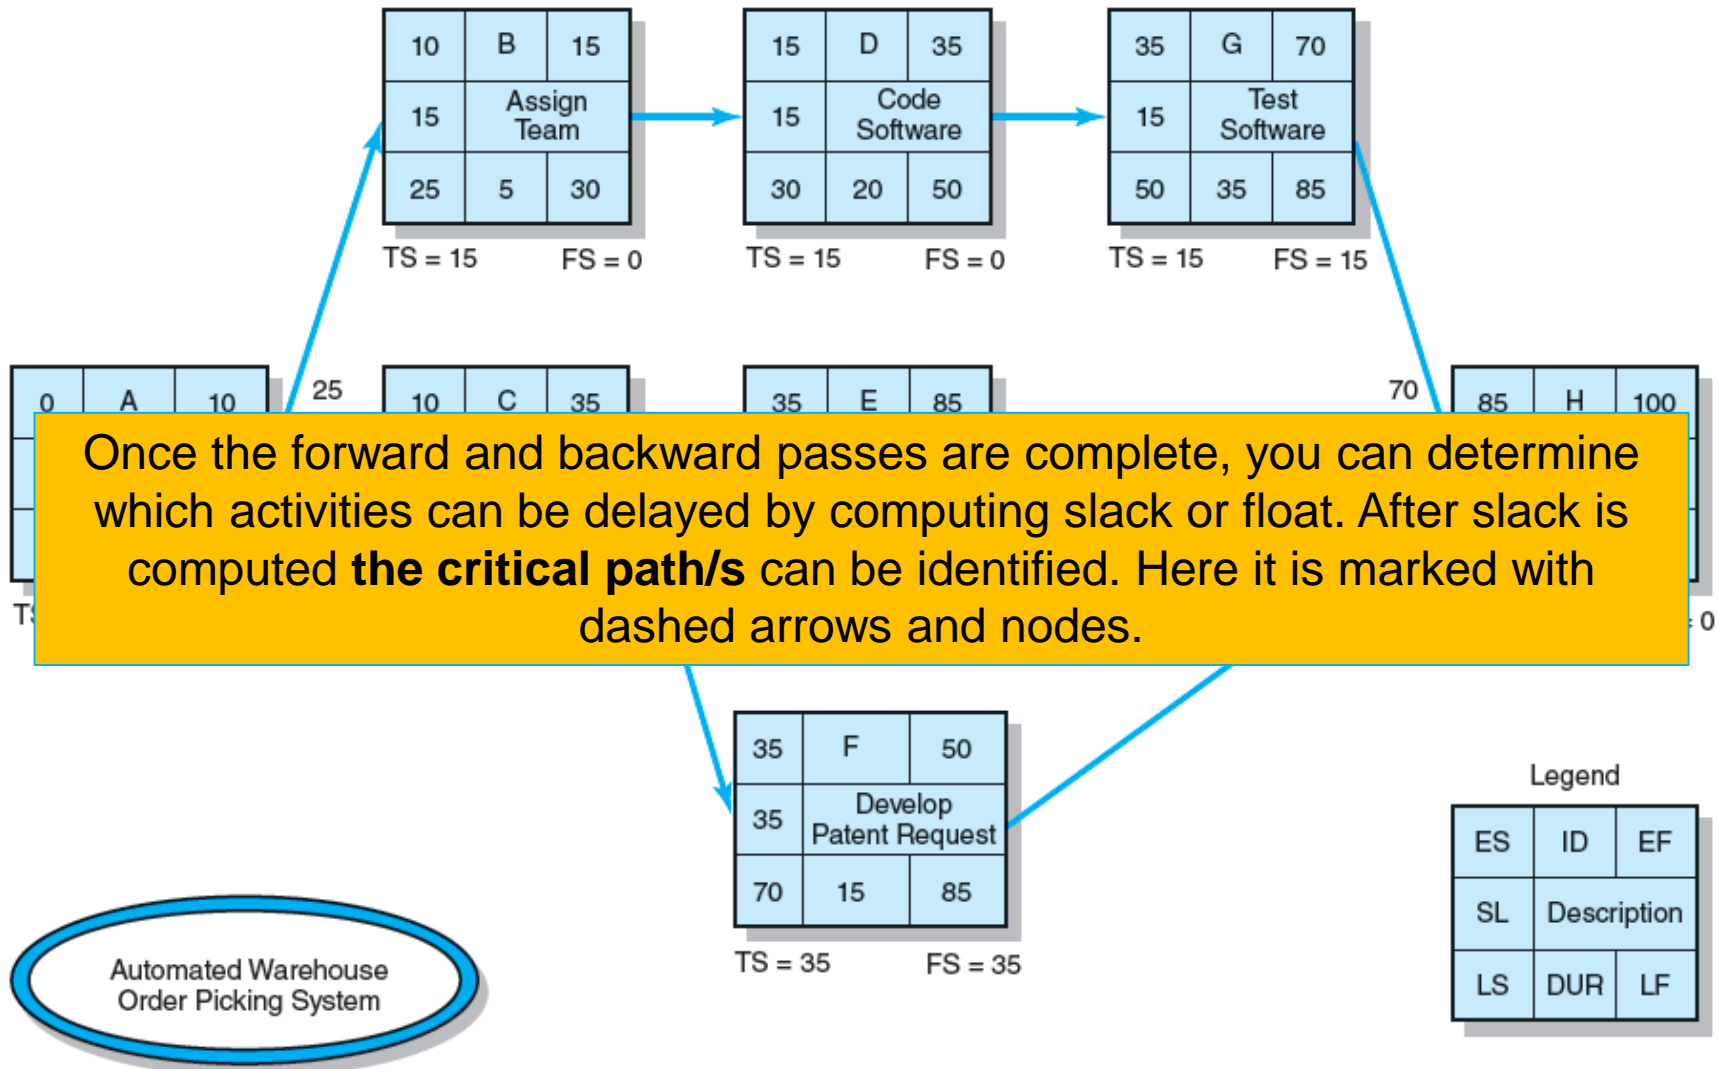 10 B 15
15 Assign Team
25 5 30
TS = 15 FS = 0
15 D 35
15 Code Software
30 20 50
TS = 15 FS = 0
35 G 70
15 Test Software
50 35 85
TS = 15 FS = 15
0 A 10
25
10 C 35
35 E 85
70
85 H 100
Once the forward and backward passes are complete, you can determine
which activities can be delayed by computing slack or float. After slack is
computed the critical path/s can be identified. Here it is marked with
dashed arrows and nodes.
= 0
35 F 50
35 Develop Patent Request
70 15 85
TS = 35 FS = 35
Legend
ES ID EF
SL Description
LS DUR LF
Automated Warehouse
Order Picking System